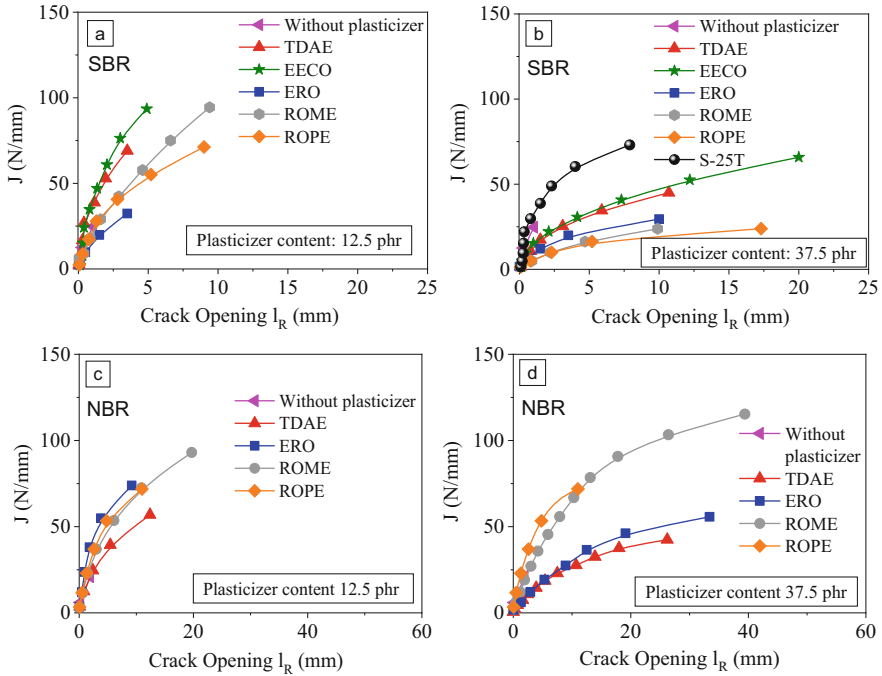 a
SBR
Without plasticizer
TDAE
EECO
ERO
ROME
ROPE
Plasticizer content: 12.5 phr
150
100
50
0
J (N/mm)
0 5 10 15 20 25
Crack Opening l_R (mm)
b
SBR
Without plasticizer
TDAE
EECO
ERO
ROME
ROPE
S-25T
Plasticizer content: 37.5 phr
150
100
50
0
J (N/mm)
0 5 10 15 20 25
Crack Opening l_R (mm)
c
NBR
Without plasticizer
TDAE
ERO
ROME
ROPE
Plasticizer content 12.5 phr
150
100
50
0
J (N/mm)
0 20 40 60
Crack Opening l_R (mm)
d
NBR
Without
plasticizer
TDAE
ERO
ROME
ROPE
Plasticizer content 37.5 phr
150
100
50
0
J (N/mm)
0 20 40 60
Crack Opening l_R (mm)